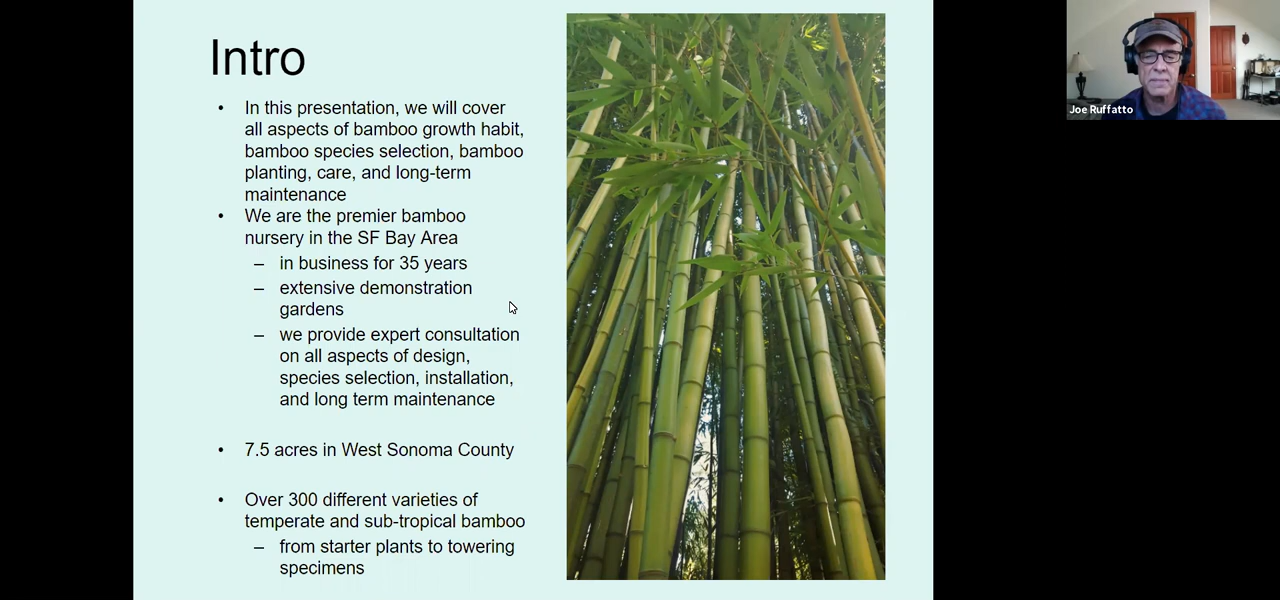 Intro
• In this presentation, we will cover
all aspects of bamboo growth habit,
bamboo species selection, bamboo
planting, care, and long-term
maintenance
• We are the premier bamboo
nursery in the SF Bay Area
– in business for 35 years
– extensive demonstration
gardens
– we provide expert consultation
on all aspects of design,
species selection, installation,
and long term maintenance
• 7.5 acres in West Sonoma County
• Over 300 different varieties of
temperate and sub-tropical bamboo
– from starter plants to towering
specimens
Joe Ruffatto